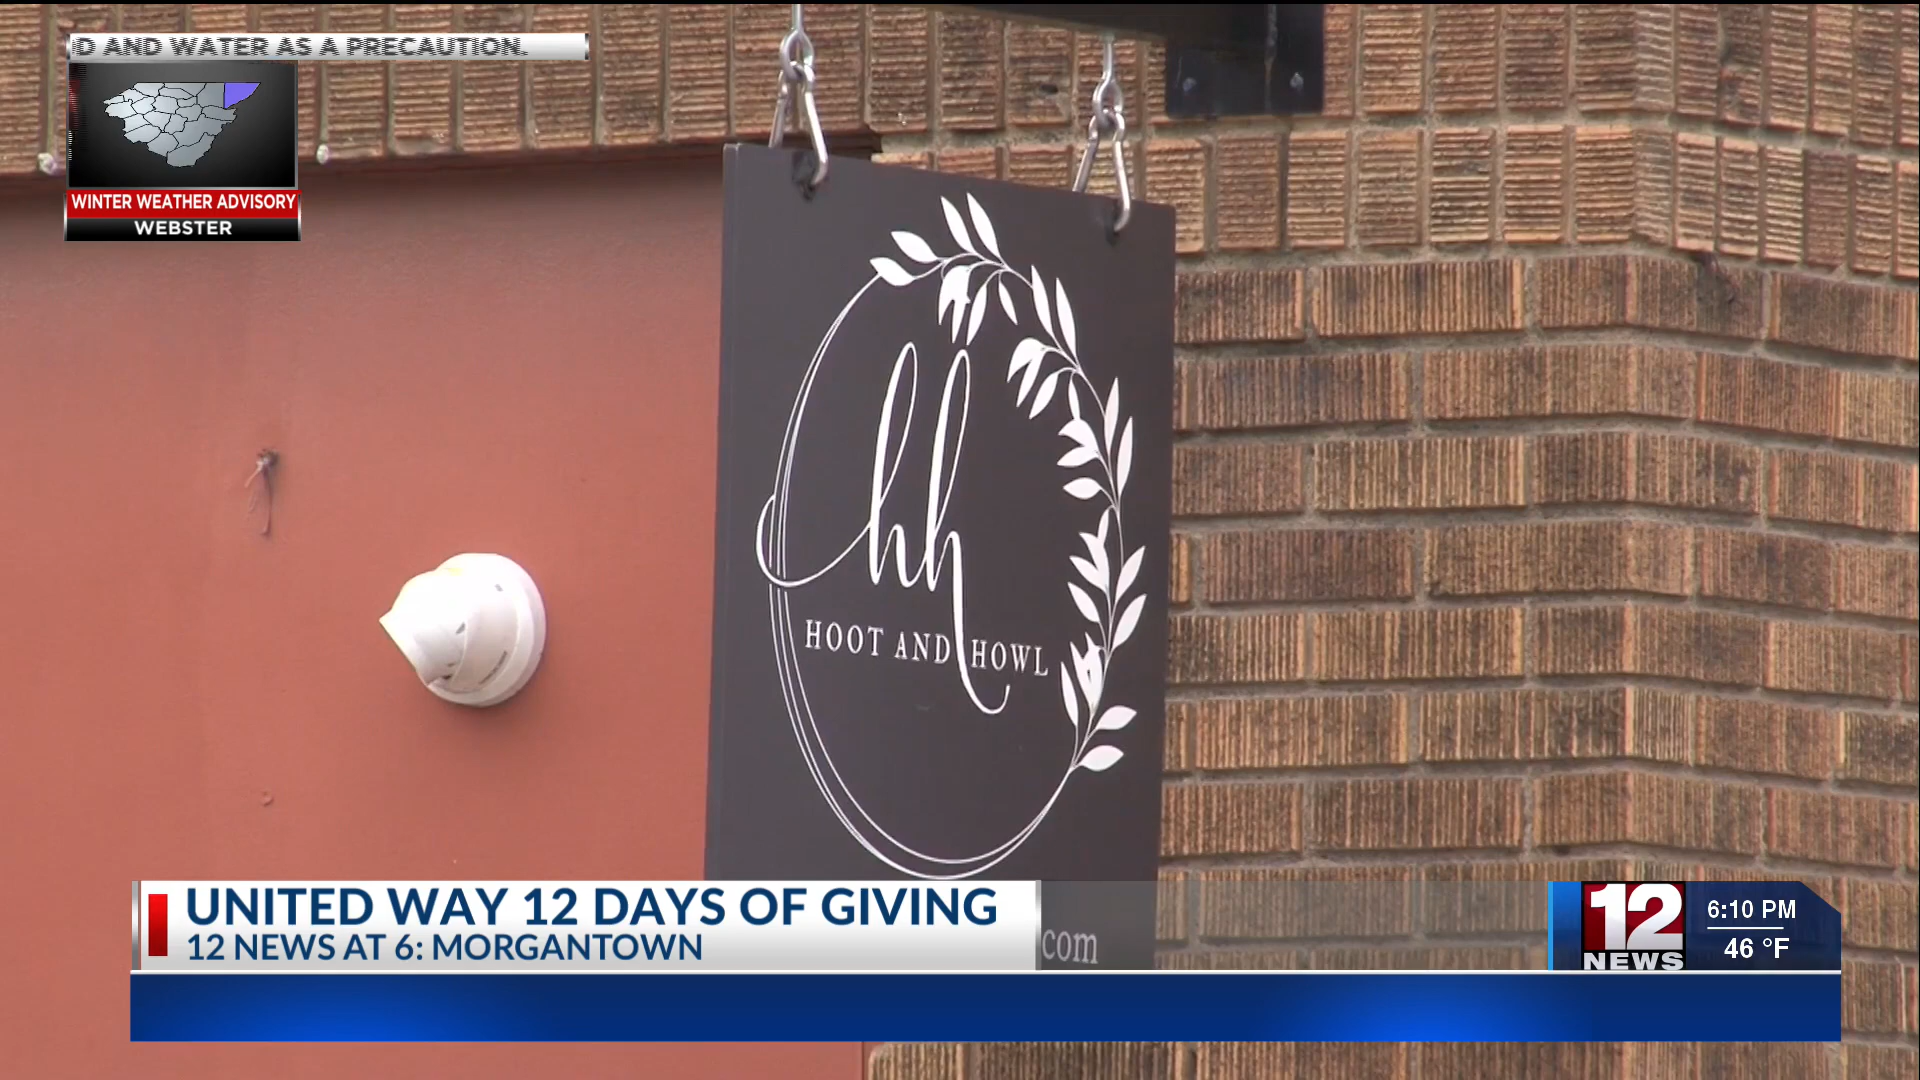 AND WATER AS A PRECAUTION.
WINTER WEATHER ADVISORY
WEBSTER
hh
HOOT AND HOWL
UNITED WAY 12 DAYS OF GIVING
12 NEWS AT 6: MORGANTOWN
com
12
NEWS
6:10 PM
46 °F